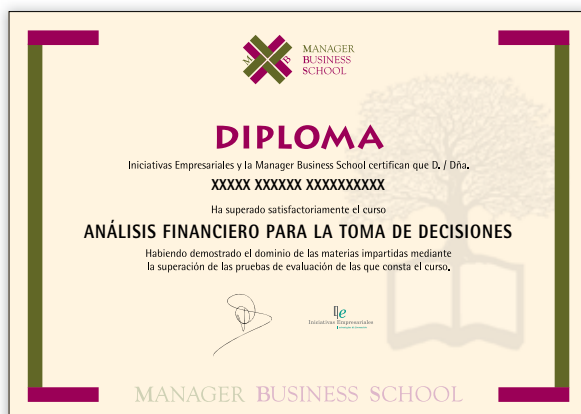 M B
MANAGER
BUSINESS
SCHOOL
DIPLOMA
Iniciativas Empresariales y la Manager Business School certifican que D. / Dña.
XXXXX XXXXXX XXXXXXXXXX
Ha superado satisfactoriamente el curso
ANÁLISIS FINANCIERO PARA LA TOMA DE DECISIONES
Habiendo demostrado el dominio de las materias impartidas mediante
la superación de las pruebas de evaluación de las que consta el curso.
Iniciativas Empresariales
MANAGER BUSINESS SCHOOL